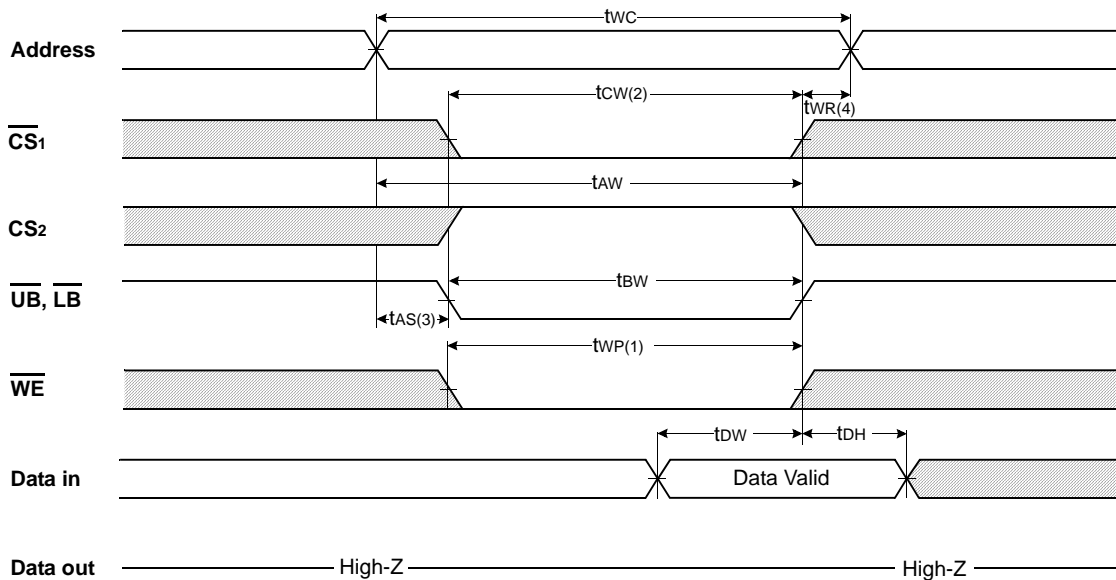 tWC
Address
tCW(2)
tWR(4)
CS1
tAW
CS2
tBW
UB, LB
tAS(3)
tWP(1)
WE
tDW
tDH
Data in
Data Valid
Data out
High-Z
High-Z